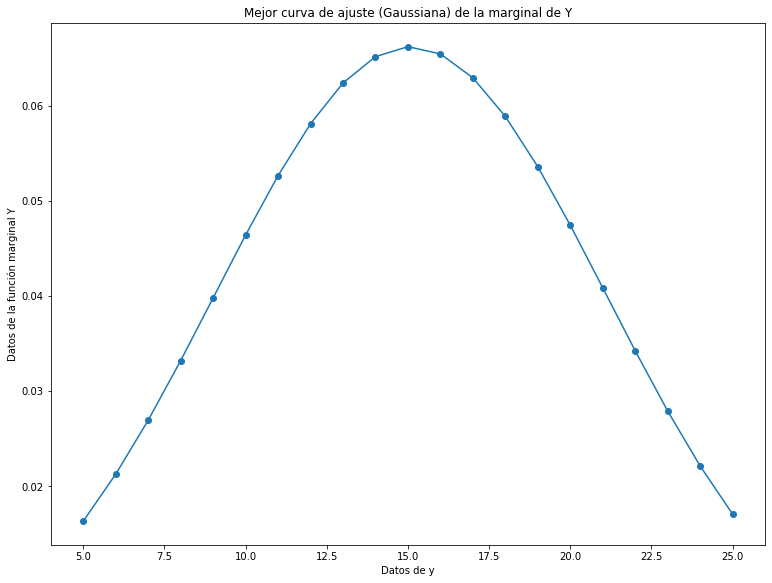 Mejor curva de ajuste (Gaussiana) de la marginal de Y
Datos de la función marginal Y
0.06
0.05
0.04
0.03
0.02
5.0 7.5 10.0 12.5 15.0 17.5 20.0 22.5 25.0
Datos de y